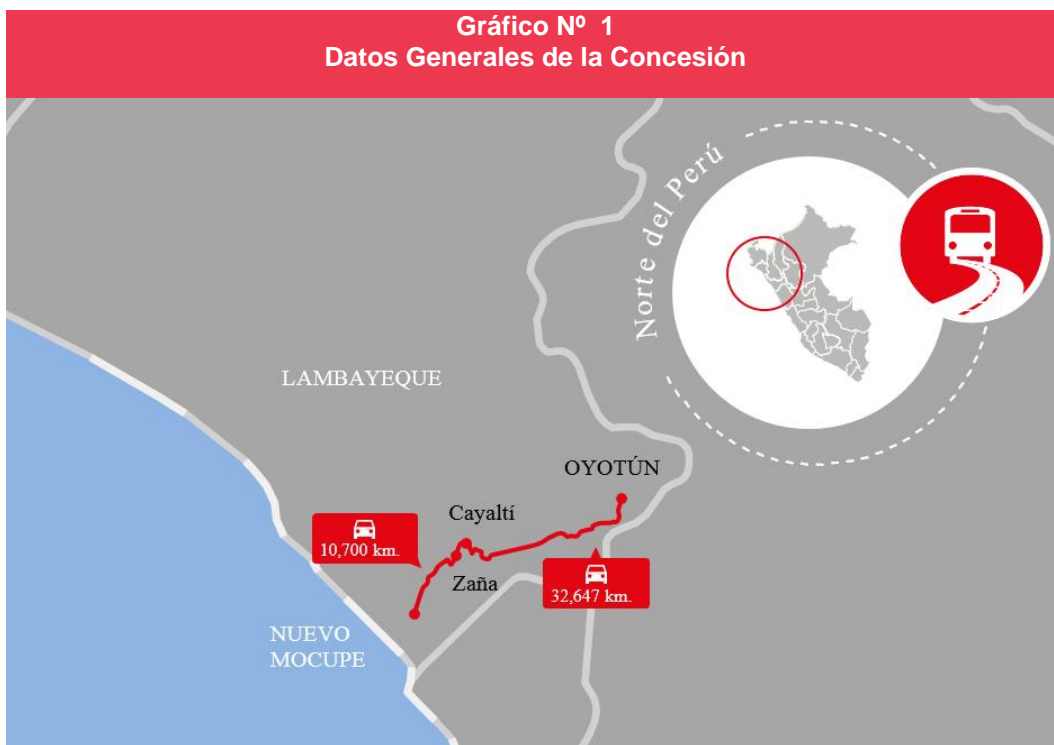 Gráfico Nº 1
Datos Generales de la Concesión
Norte del Perú
LAMBAYEQUE
OYOTÚN
Cayaltí
10,700 km.
Zaña
32,647 km.
NUEVO
MOCUPE